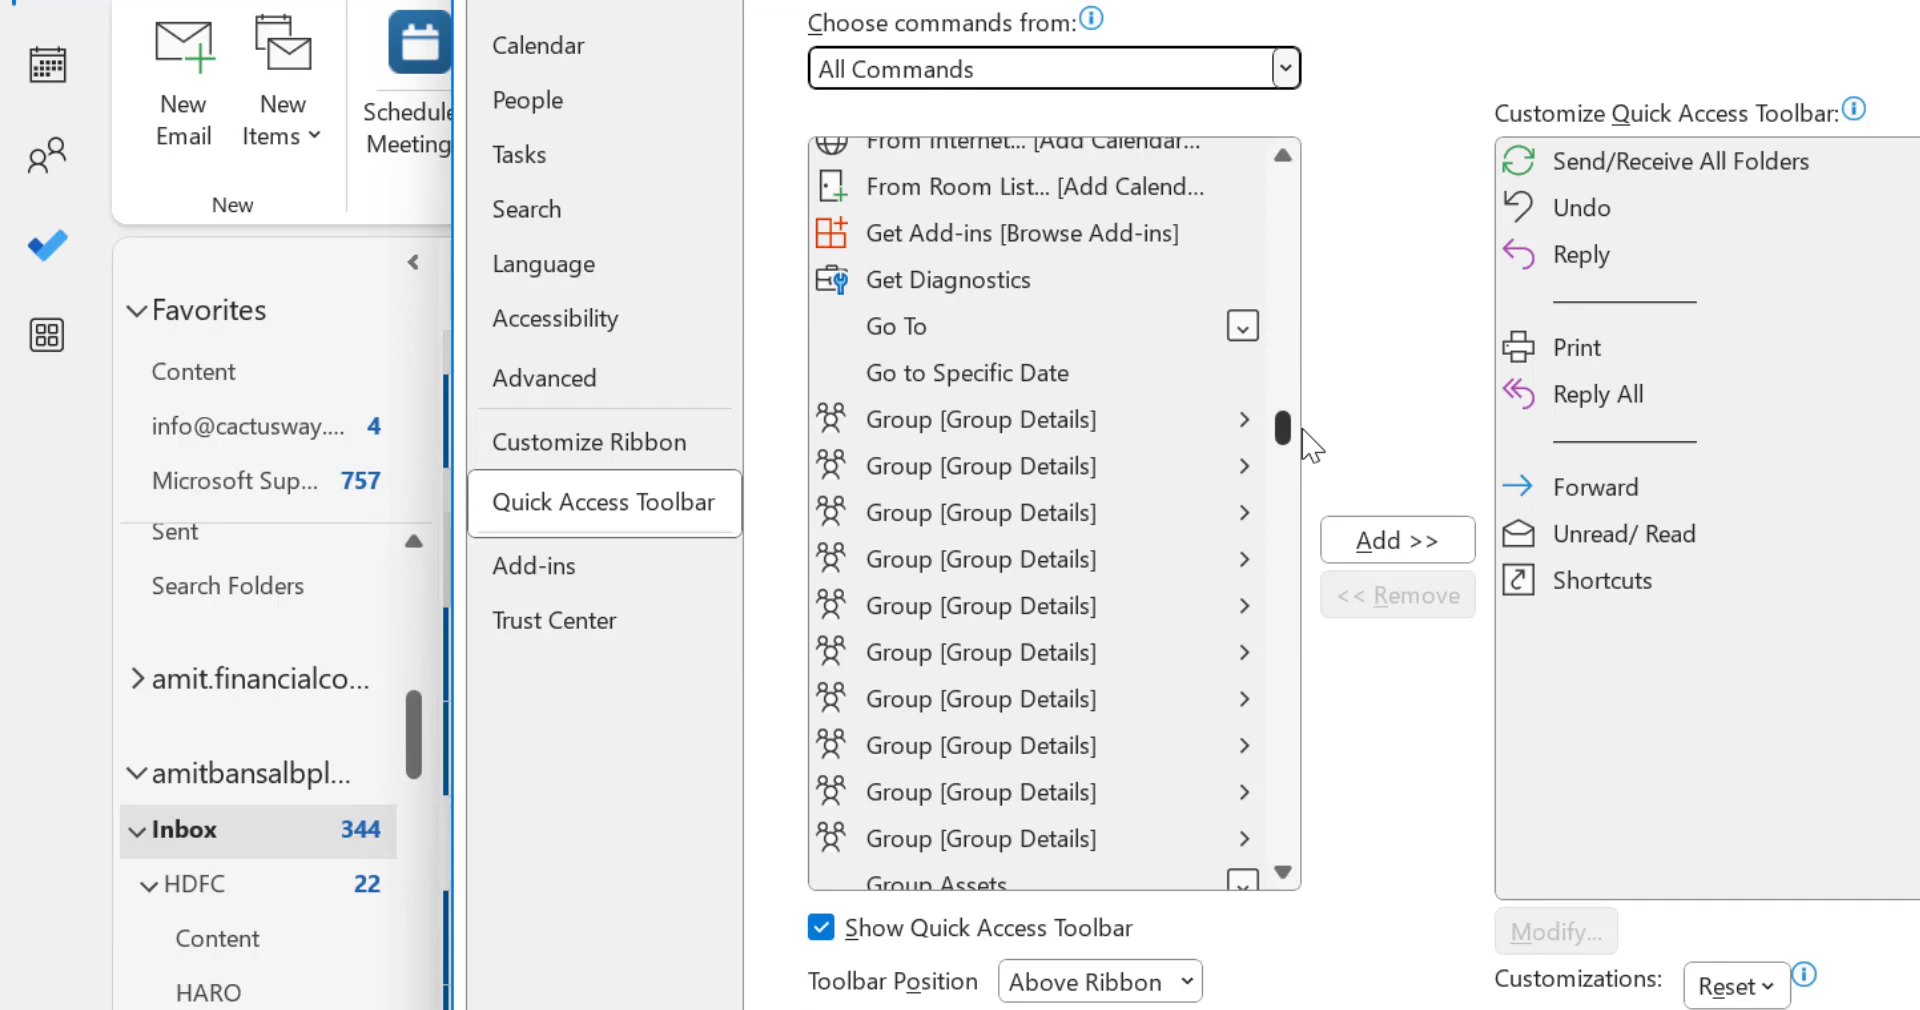 New
Email
New
Items
Schedule
Meeting
New
Favorites
Content
info@cactusway....
4
Microsoft Sup...
757
Sent
Search Folders
amit.financialco...
amitbansalbpl...
Inbox
344
HDFC
22
Content
HARO
Calendar
People
Tasks
Search
Language
Accessibility
Advanced
Customize Ribbon
Quick Access Toolbar
Add-ins
Trust Center
Choose commands from:
All Commands
From Internet... [Add Calendar...
From Room List... [Add Calend...
Get Add-ins [Browse Add-ins]
Get Diagnostics
Go To
Go to Specific Date
Group [Group Details]
Group [Group Details]
Group [Group Details]
Group [Group Details]
Group [Group Details]
Group [Group Details]
Group [Group Details]
Group [Group Details]
Group [Group Details]
Group [Group Details]
Group Assets
Show Quick Access Toolbar
Toolbar Position
Above Ribbon
Add >>
<< Remove
Customize Quick Access Toolbar:
Send/Receive All Folders
Undo
Reply
Print
Reply All
Forward
Unread/ Read
Shortcuts
Modify...
Customizations:
Reset